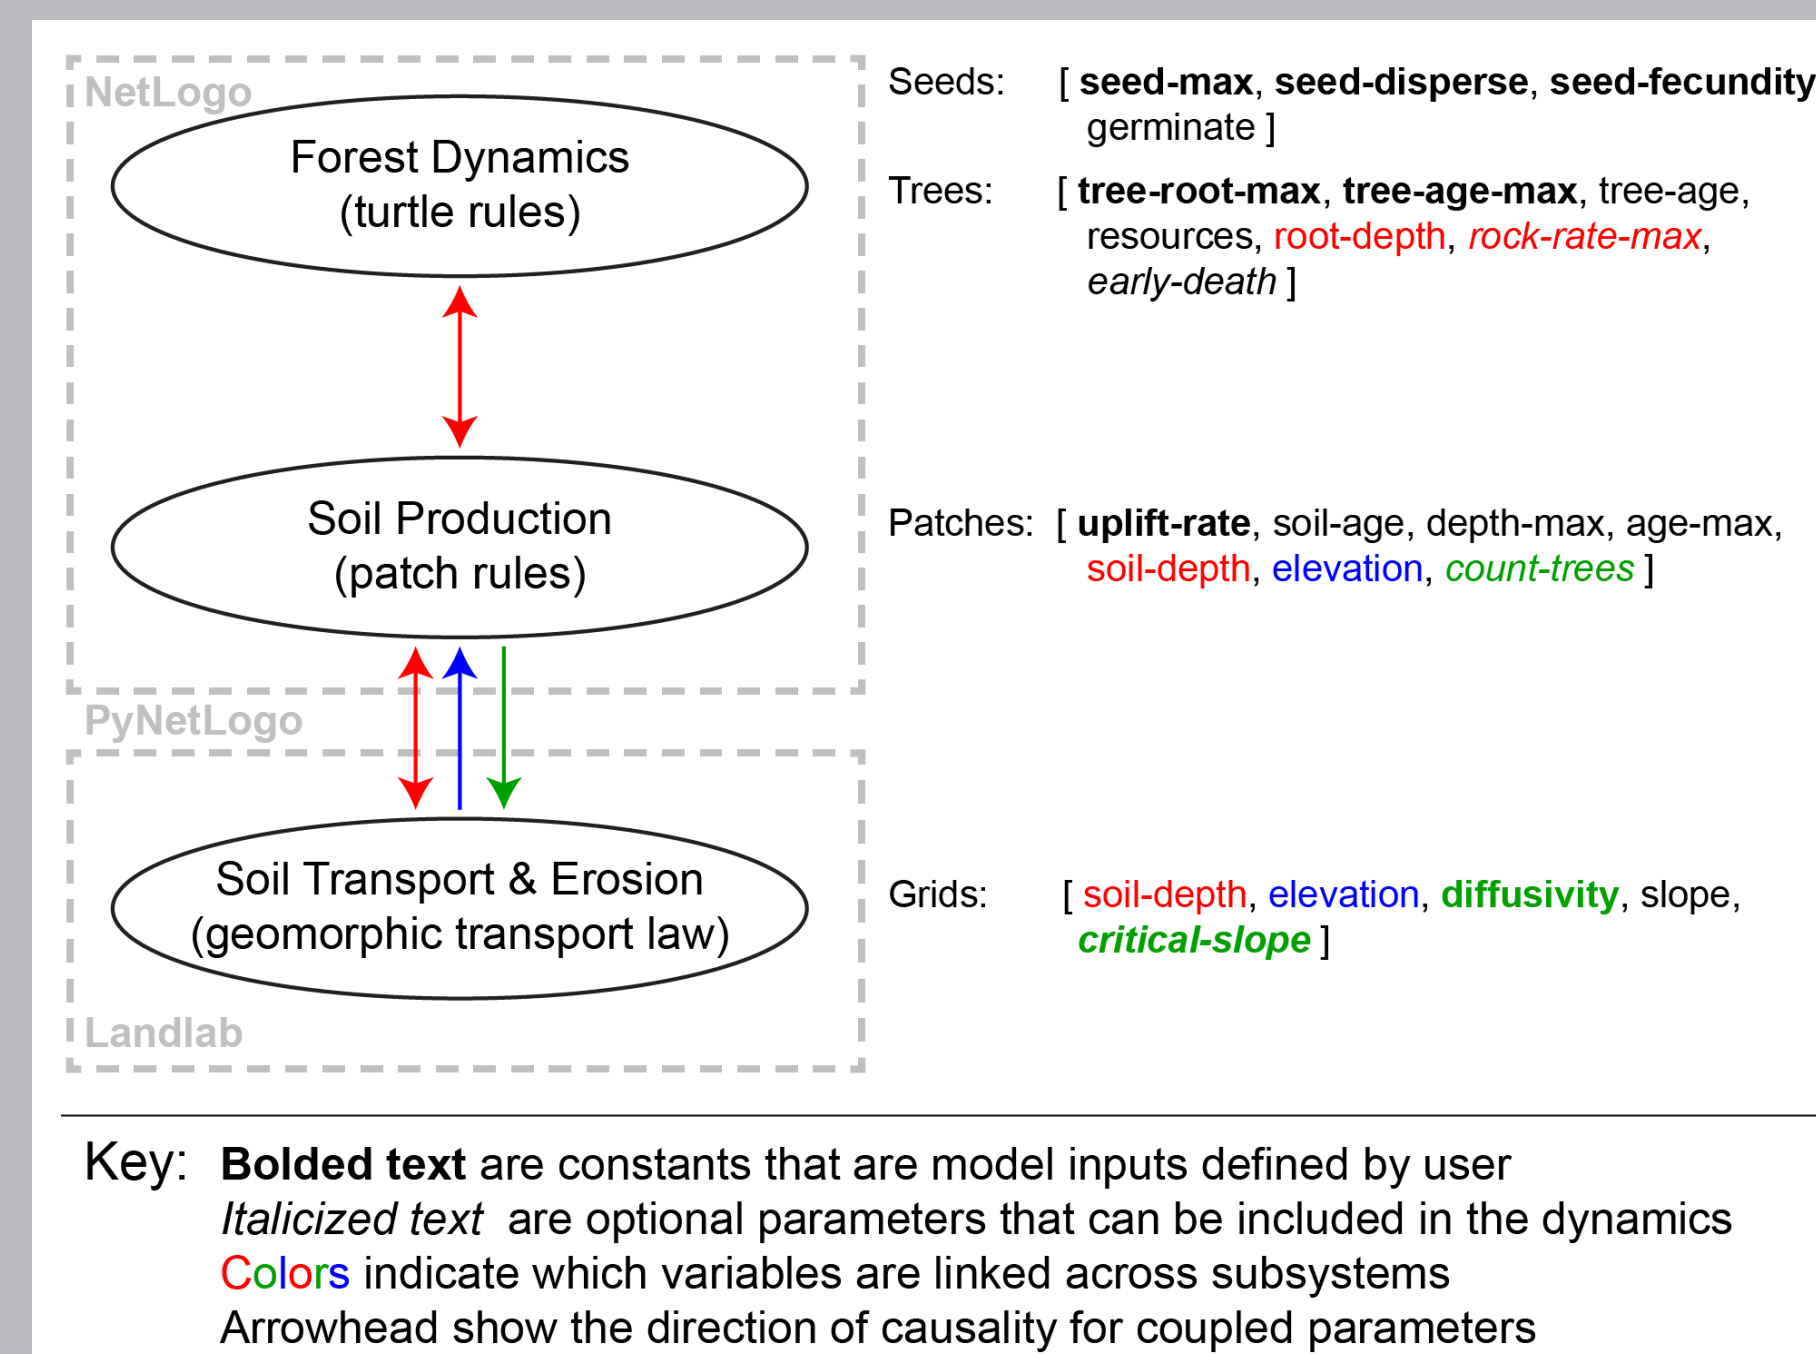 NetLogo
Forest Dynamics
(turtle rules)
Seeds: [ seed-max, seed-disperse, seed-fecundity
germinate ]
Trees: [ tree-root-max, tree-age-max, tree-age,
resources, root-depth, rock-rate-max,
early-death ]
Soil Production
(patch rules)
Patches: [ uplift-rate, soil-age, depth-max, age-max,
soil-depth, elevation, count-trees ]
PyNetLogo
Soil Transport & Erosion
(geomorphic transport law)
Grids: [ soil-depth, elevation, diffusivity, slope,
critical-slope ]
Landlab
Key: Bolded text are constants that are model inputs defined by user
Italicized text are optional parameters that can be included in the dynamics
Colors indicate which variables are linked across subsystems
Arrowhead show the direction of causality for coupled parameters